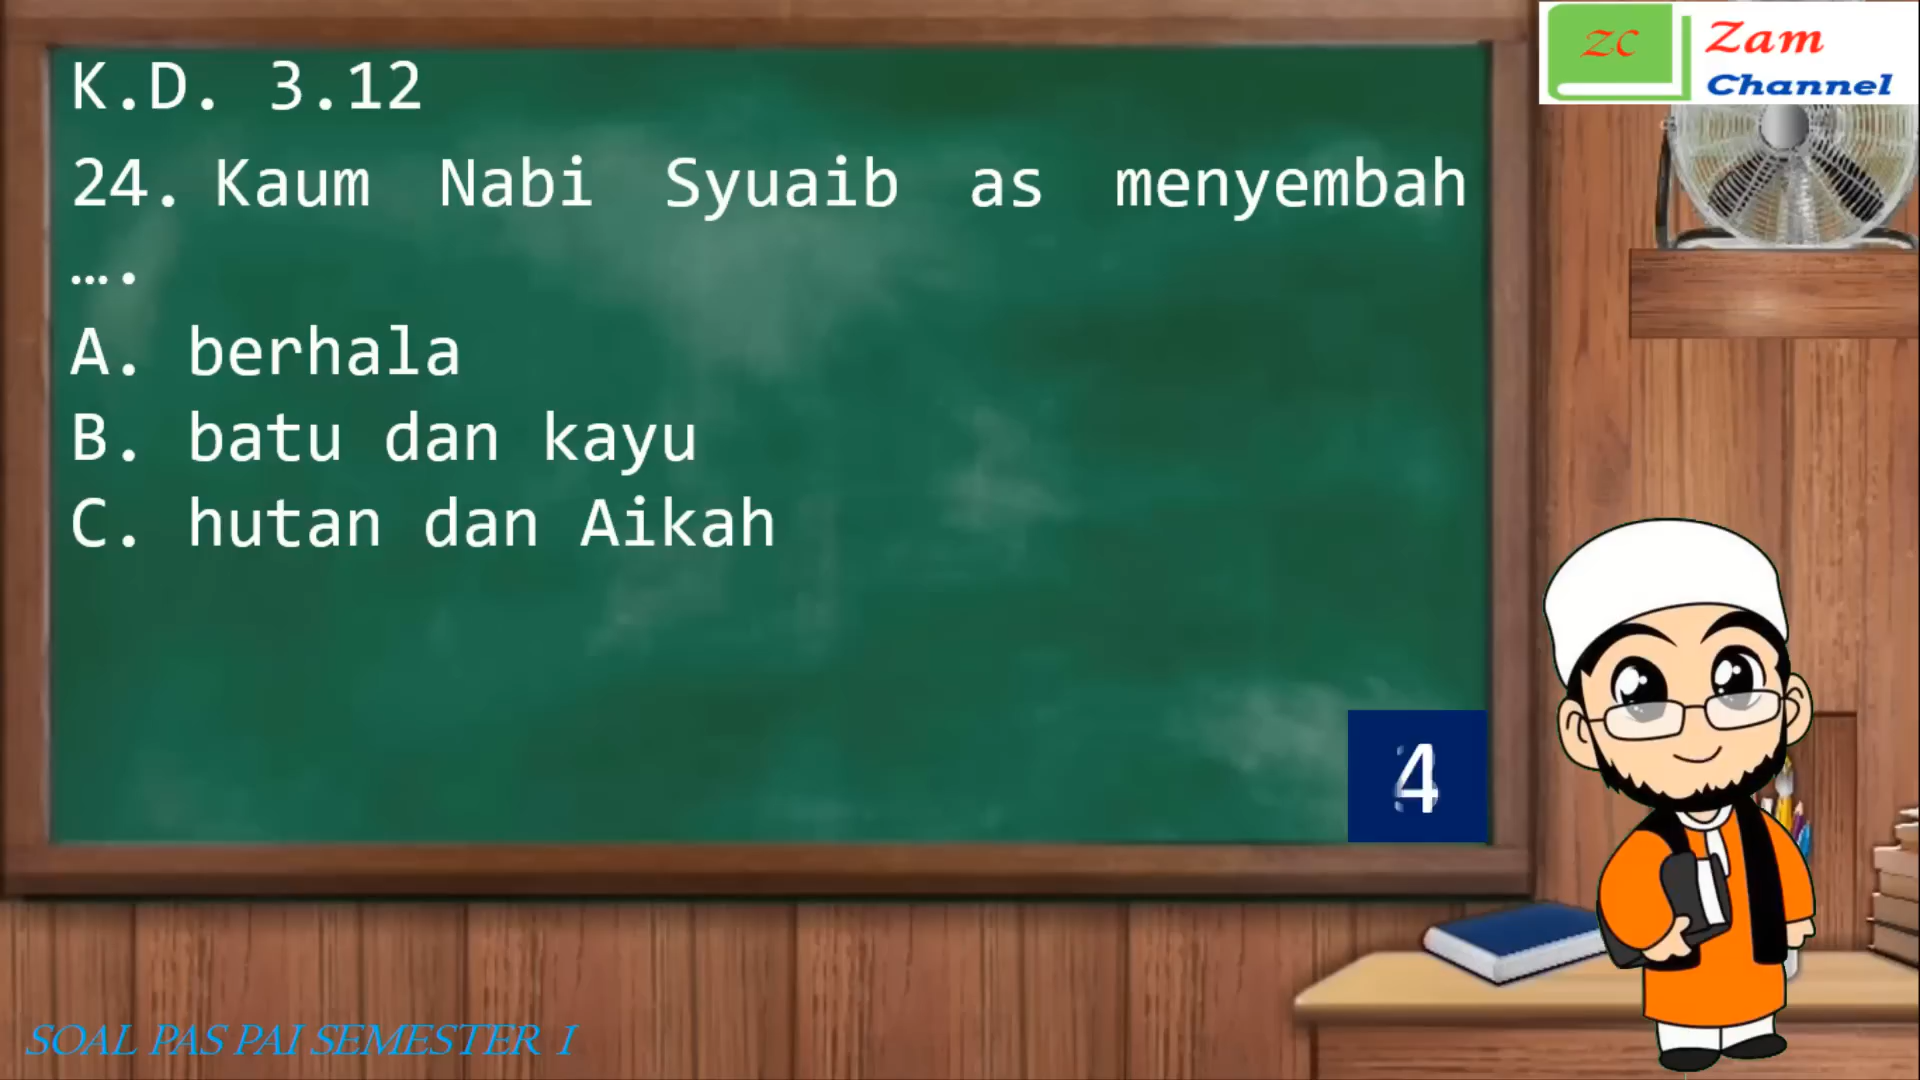 ZC
Zam
Channel
K.D. 3.12
24. Kaum Nabi Syuaib as menyembah
….
A. berhala
B. batu dan kayu
C. hutan dan Aikah
4
SOAL PAS PAI SEMESTER I